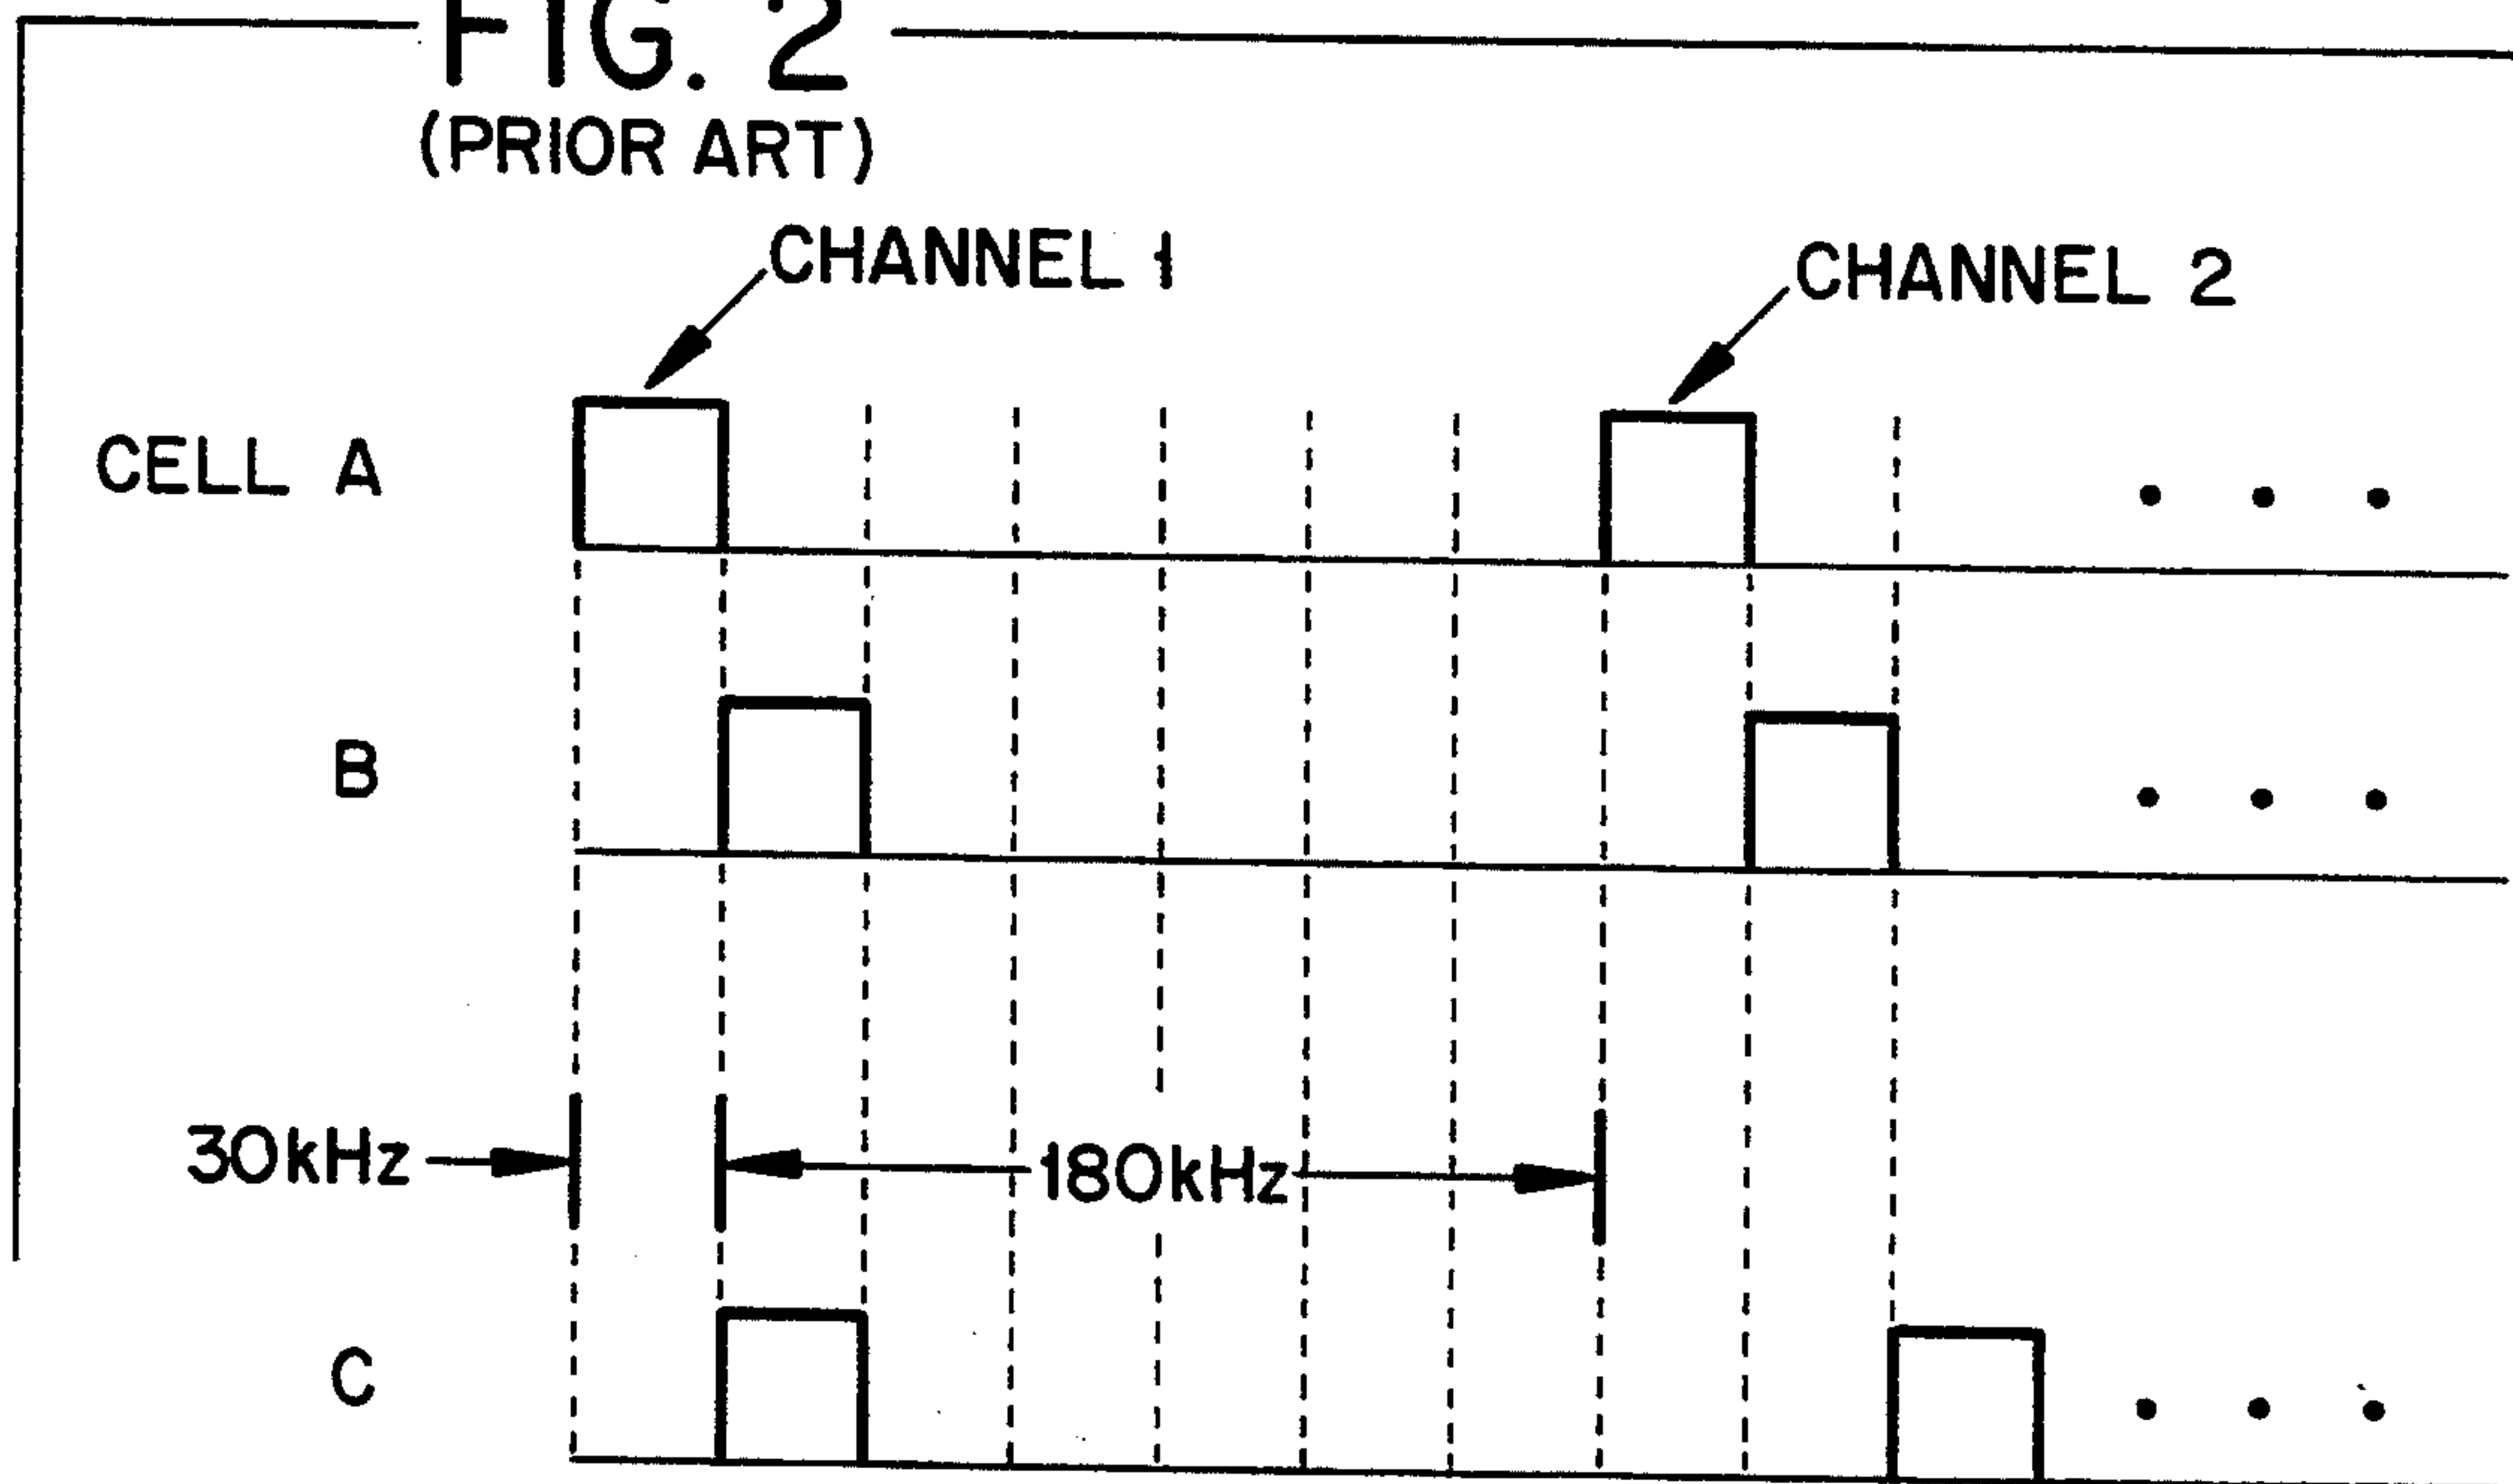 FIG. 2
(PRIOR ART)
CHANNEL 1
CHANNEL 2
CELL A
B
30kHz
180kHz
C